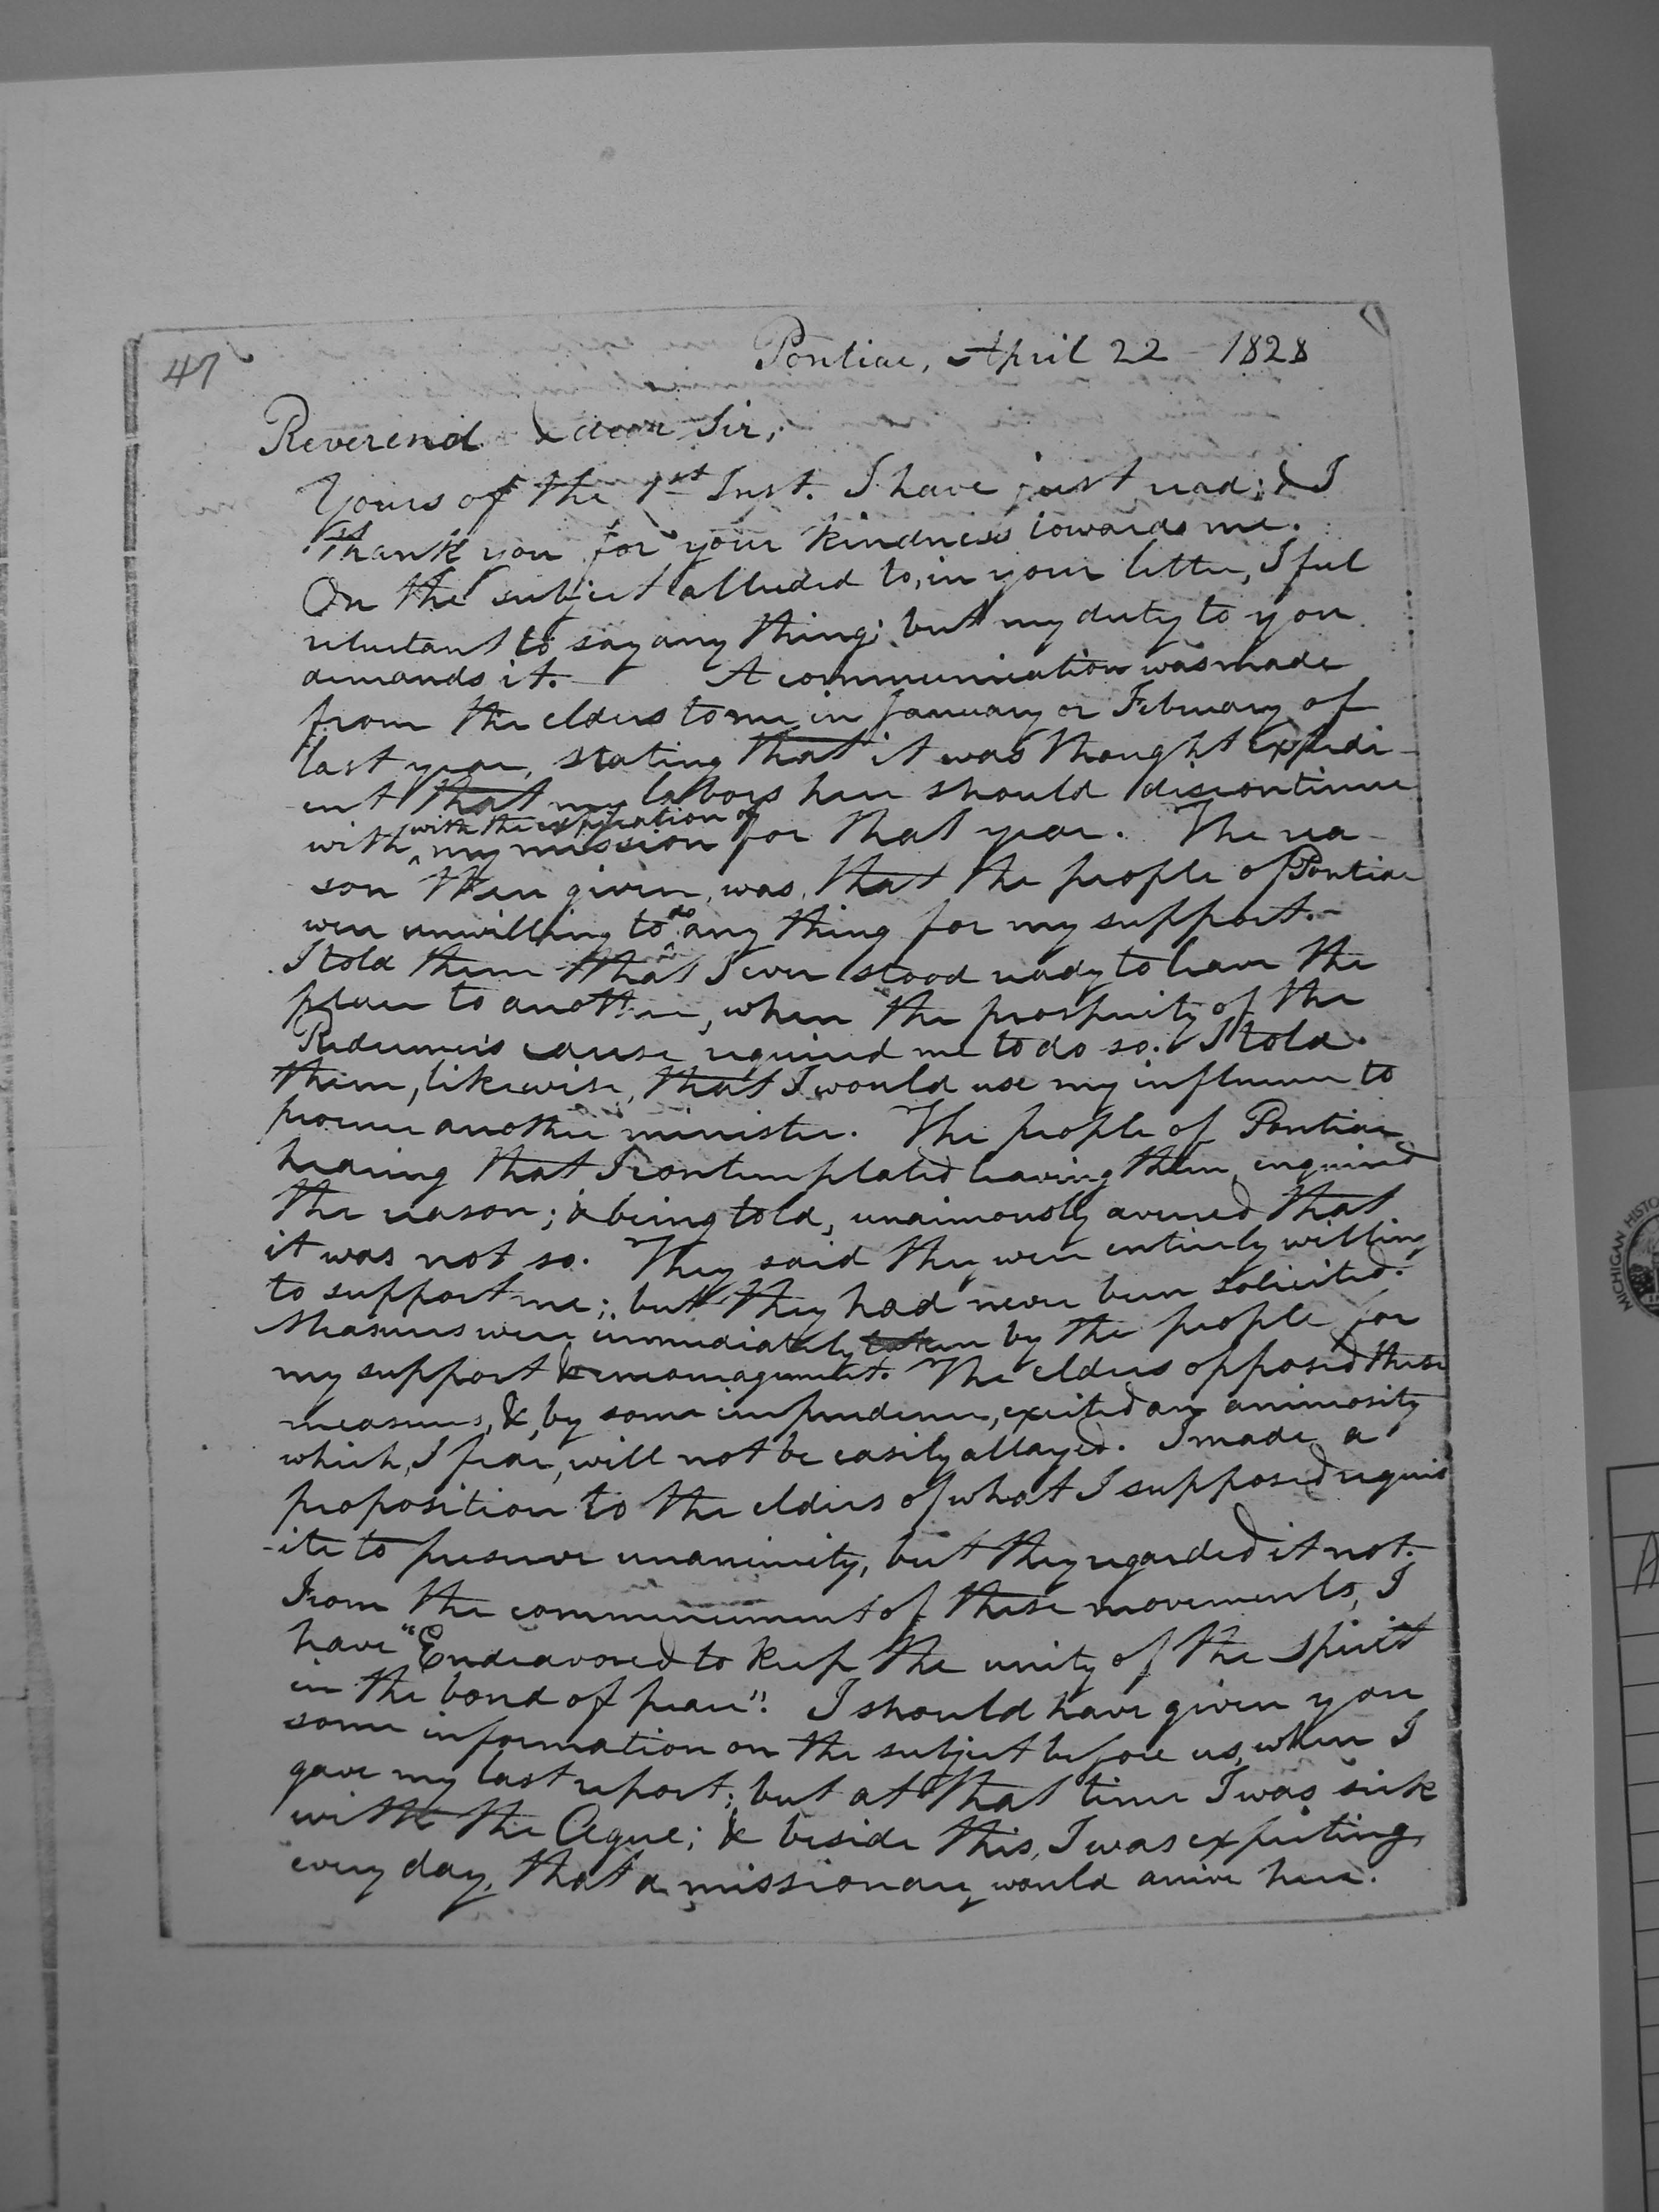 47
Pontiac, April 22 - 1828
Reverend & dear Sir,
Yours of the 1st Inst. I have just read; & I
thank you for your kindness towards me.
On the subject alluded to, in your letter, I feel
reluctant to say any thing; but my duty to you
demands it. A communication was made
from the elders to me in January or February of
last year, stating that it was thought expedi-
ent that my labors here should discontinue
with the expiration of
with my mission for that year. The rea-
son then given, was, that the people of Pontiac
do
were unwilling to any thing for my support.-
I told them that I ever stood ready to leave the
place to another, when the prosperity of the
Redeemer's cause required me to do so. I told
them, likewise, that I would use my influence to
procure another minister. The people of Pontiac
hearing that I contemplated leaving them, enquired
the reason; & being told, unanimously averred that
it was not so. They said they were entirely willing
to support me; but they had never been solicited.
Measures were immediately taken by the people for
my support & encouragement. The elders opposed these
measures, & by some imprudence, excited an animosity
which, I fear, will not be easily allayed. I made a
proposition to the elders of what I supposed requis
-ite to preserve unanimity, but they regarded it not.
From the commencement of these movements, I
have "Endeavored to keep the unity of the spirit
in the bond of peace". I should have given you
some information on the subject before us, when I
gave my last report; but at that time I was sick
with the Ague; & beside this, I was expecting,
every day, that a missionary would arrive here.
MICHIGAN HISTO